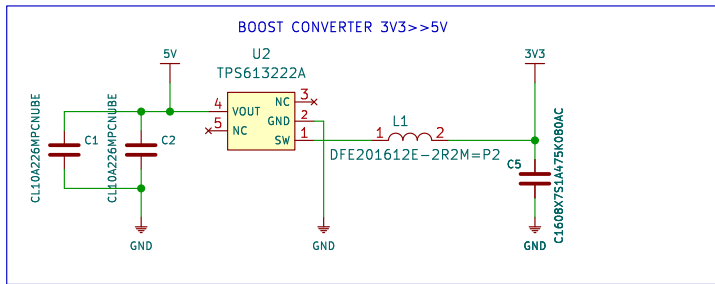 BOOST CONVERTER 3V3>>5V
5V
U2
TPS613222A
3V3
4
VOUT
NC
3
GND
2
5
NC
SW
1
L1
1
2
DFE201612E-2R2M=P2
C1
CL10A226MPCNUBE
C2
CL10A226MPCNUBE
C5
C1608X7S1A475K080AC
GND
GND
GND